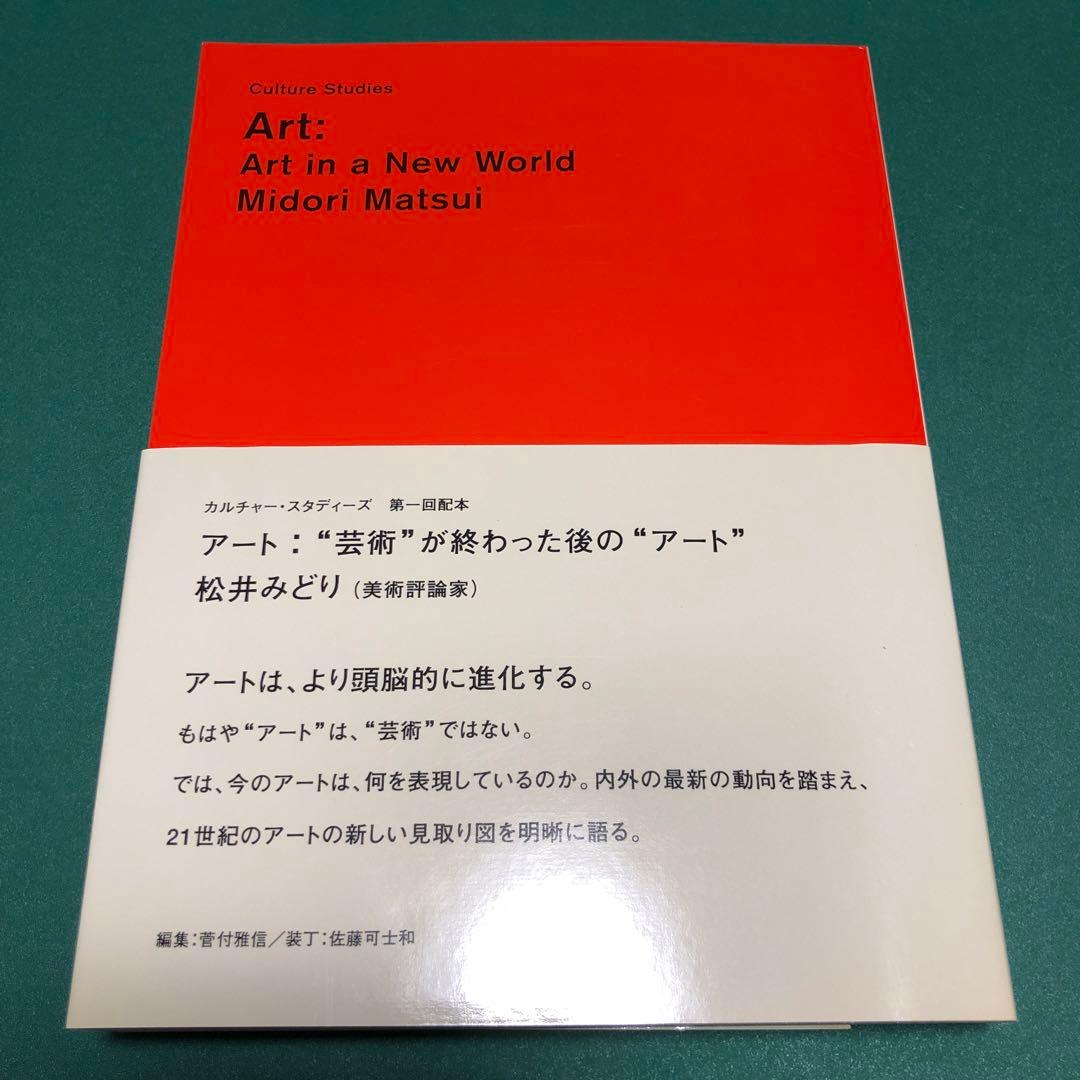 Culture Studies
Art:
Art in a New World
Midori Matsui
カルチャー・スタディーズ 第一回配本
アート：“芸術”が終わった後の“アート”
松井みどり（美術評論家）
アートは、より頭脳的に進化する。
もはや“アート”は、“芸術”ではない。
では、今のアートは、何を表現しているのか。内外の最新の動向を踏まえ、
21世紀のアートの新しい見取り図を明晰に語る。
編集：菅付雅信／装丁：佐藤可士和